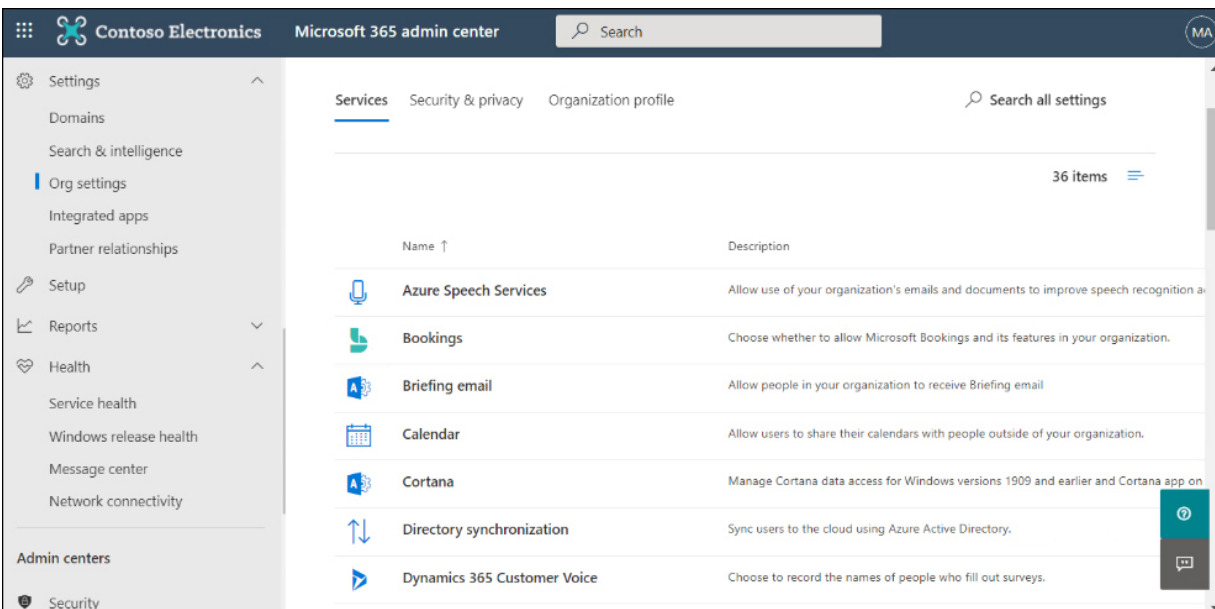 Contoso Electronics Microsoft 365 admin center Search MA
Settings
Domains
Search & intelligence
Org settings
Integrated apps
Partner relationships
Setup
Reports
Health
Service health
Windows release health
Message center
Network connectivity
Admin centers
Security
Services Security & privacy Organization profile Search all settings
36 items
Name ↑ Description
Azure Speech Services Allow use of your organization's emails and documents to improve speech recognition
Bookings Choose whether to allow Microsoft Bookings and its features in your organization.
Briefing email Allow people in your organization to receive Briefing email
Calendar Allow users to share their calendars with people outside of your organization.
Cortana Manage Cortana data access for Windows versions 1909 and earlier and Cortana app on
Directory synchronization Sync users to the cloud using Azure Active Directory.
Dynamics 365 Customer Voice Choose to record the names of people who fill out surveys.